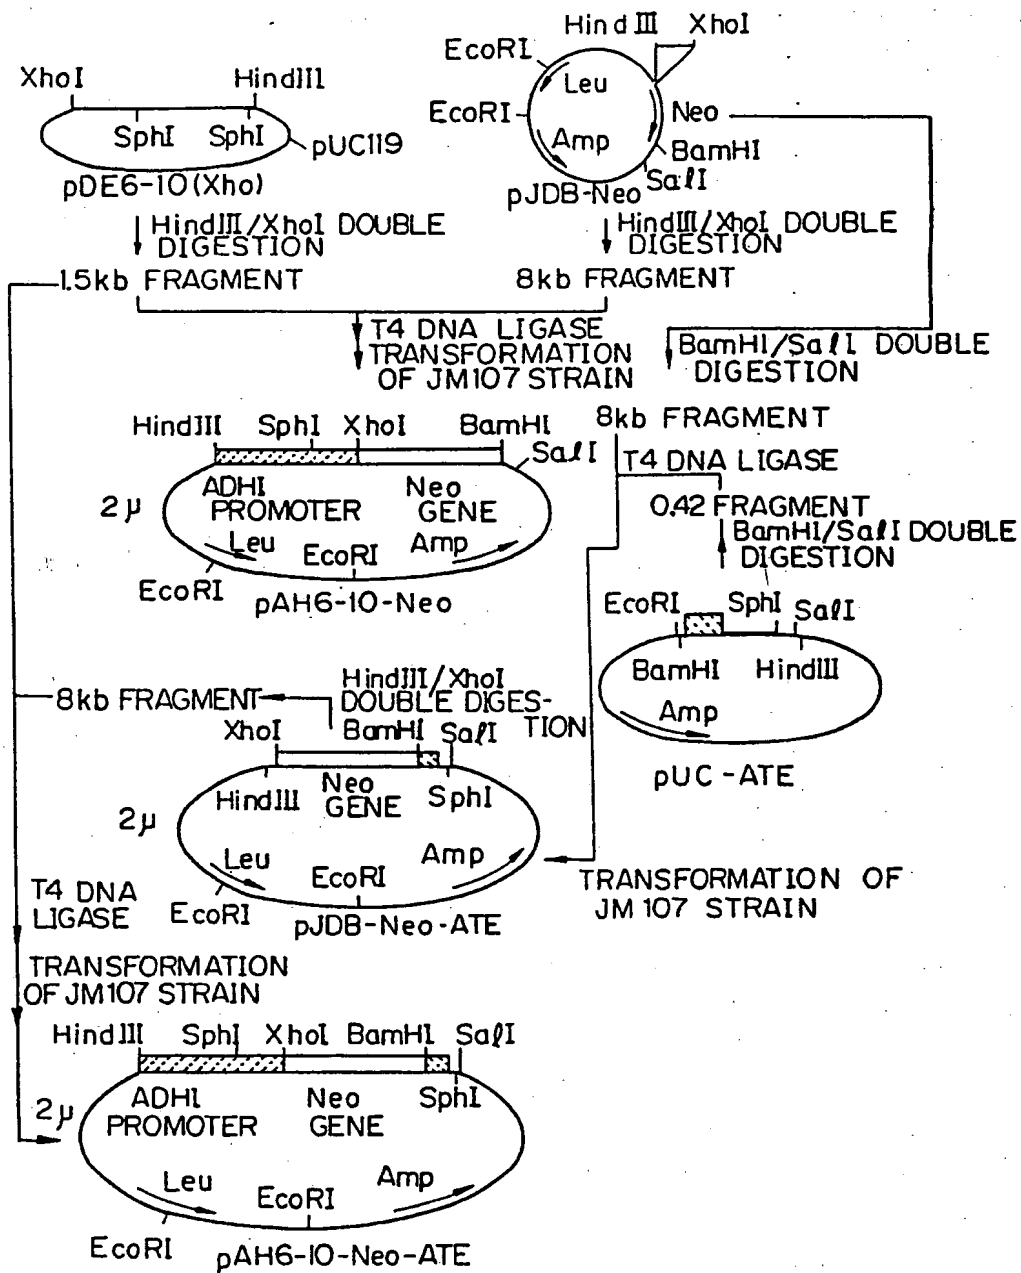 HindIII XhoI
EcoRI
XhoI HindIII
Leu
EcoRI
Neo
SphI SphI
pUC119
Amp
BamHI
pDE6-10(Xho)
SalI
pJDB-Neo
HindIII/XhoI DOUBLE
DIGESTION
HindIII/XhoI DOUBLE
DIGESTION
1.5kb FRAGMENT
8kb FRAGMENT
T4 DNA LIGASE
TRANSFORMATION
OF JM107 STRAIN
BamHI/SalI DOUBLE
DIGESTION
8kb FRAGMENT
HindIII SphI XhoI BamHI
SalI
T4 DNA LIGASE
2μ
ADHI
PROMOTER
Neo
GENE
0.42 FRAGMENT
Leu
EcoRI
Amp
BamHI/SalI DOUBLE
DIGESTION
EcoRI
pAH6-10-Neo
EcoRI SphI SalI
BamHI HindIII
Amp
pUC-ATE
8kb FRAGMENT
HindIII/XhoI
DOUBLE DIGES-
TION
XhoI BamHI SalI
HindIII
Neo
GENE
SphI
2μ
Leu
EcoRI
Amp
EcoRI
pJDB-Neo-ATE
TRANSFORMATION OF
JM107 STRAIN
T4 DNA
LIGASE
TRANSFORMATION
OF JM107 STRAIN
HindIII SphI XhoI BamHI SalI
2μ
ADHI
PROMOTER
Neo
GENE
SphI
Leu
EcoRI
Amp
EcoRI
pAH6-10-Neo-ATE